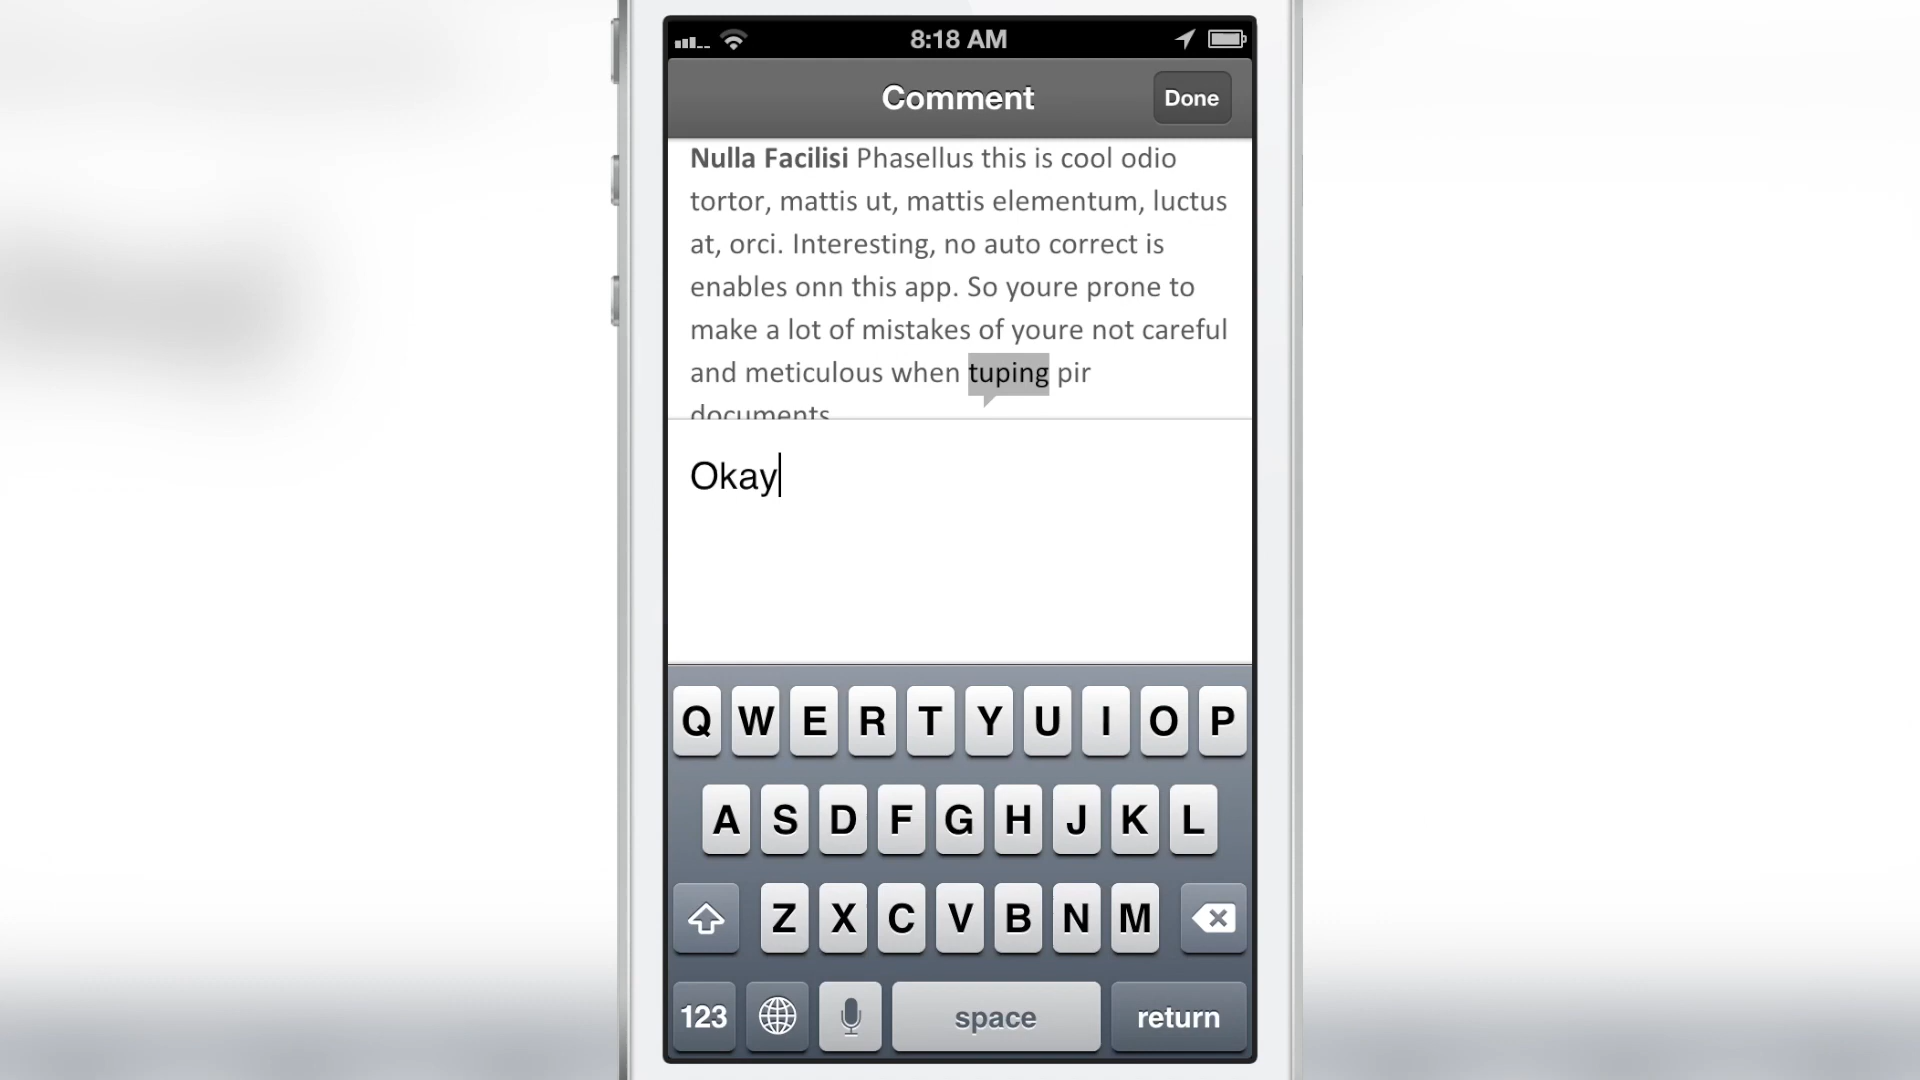 8:18 AM
Comment
Done
Nulla Facilisi Phasellus this is cool odio
tortor, mattis ut, mattis elementum, luctus
at, orci. Interesting, no auto correct is
enables onn this app. So youre prone to
make a lot of mistakes of youre not careful
and meticulous when tuping pir
documents
Okay
Q W E R T Y U I O P
A S D F G H J K L
Z X C V B N M
123 space return